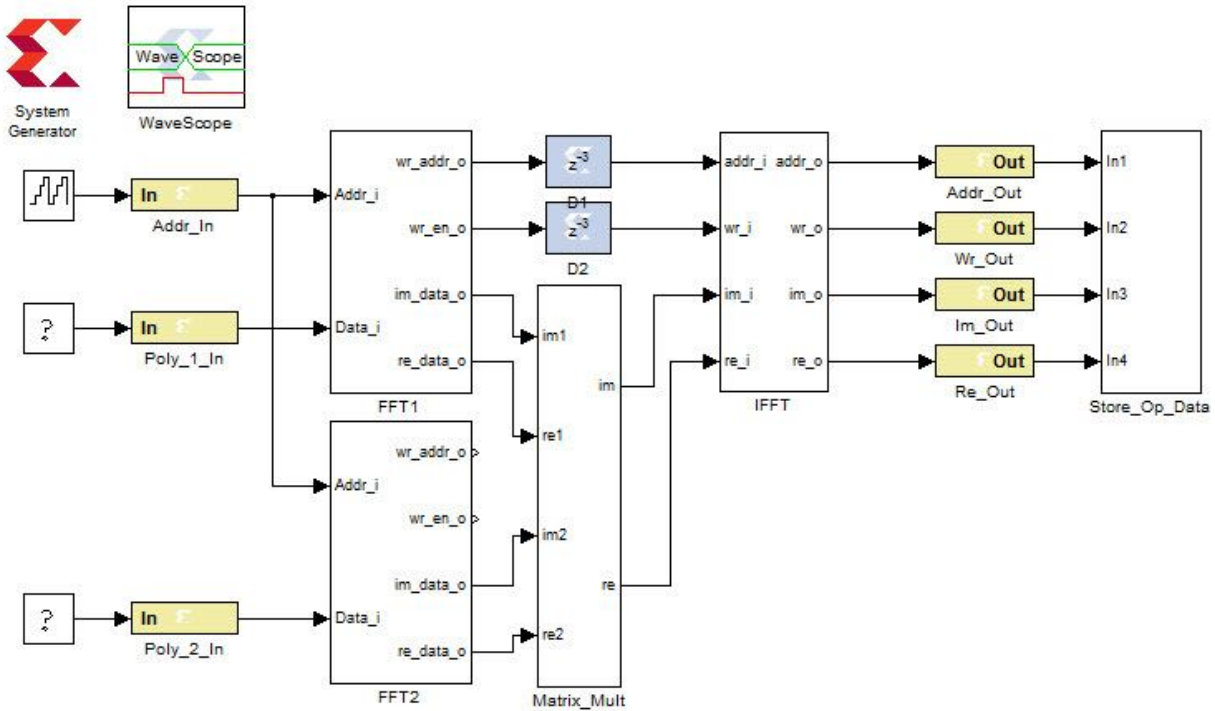 Wave Scope
System
Generator
WaveScope
In
Addr_In
?
In
Poly_1_In
?
In
Poly_2_In
Addr_i
Data_i
wr_addr_o
wr_en_o
im_data_o
re_data_o
FFT1
Addr_i
Data_i
wr_addr_o
wr_en_o
im_data_o
re_data_o
FFT2
z-3
D1
z-3
D2
im1
re1
im2
re2
im
re
Matrix_Mult
addr_i addr_o
wr_i wr_o
im_i im_o
re_i re_o
IFFT
Out
Addr_Out
Out
Wr_Out
Out
Im_Out
Out
Re_Out
In1
In2
In3
In4
Store_Op_Data